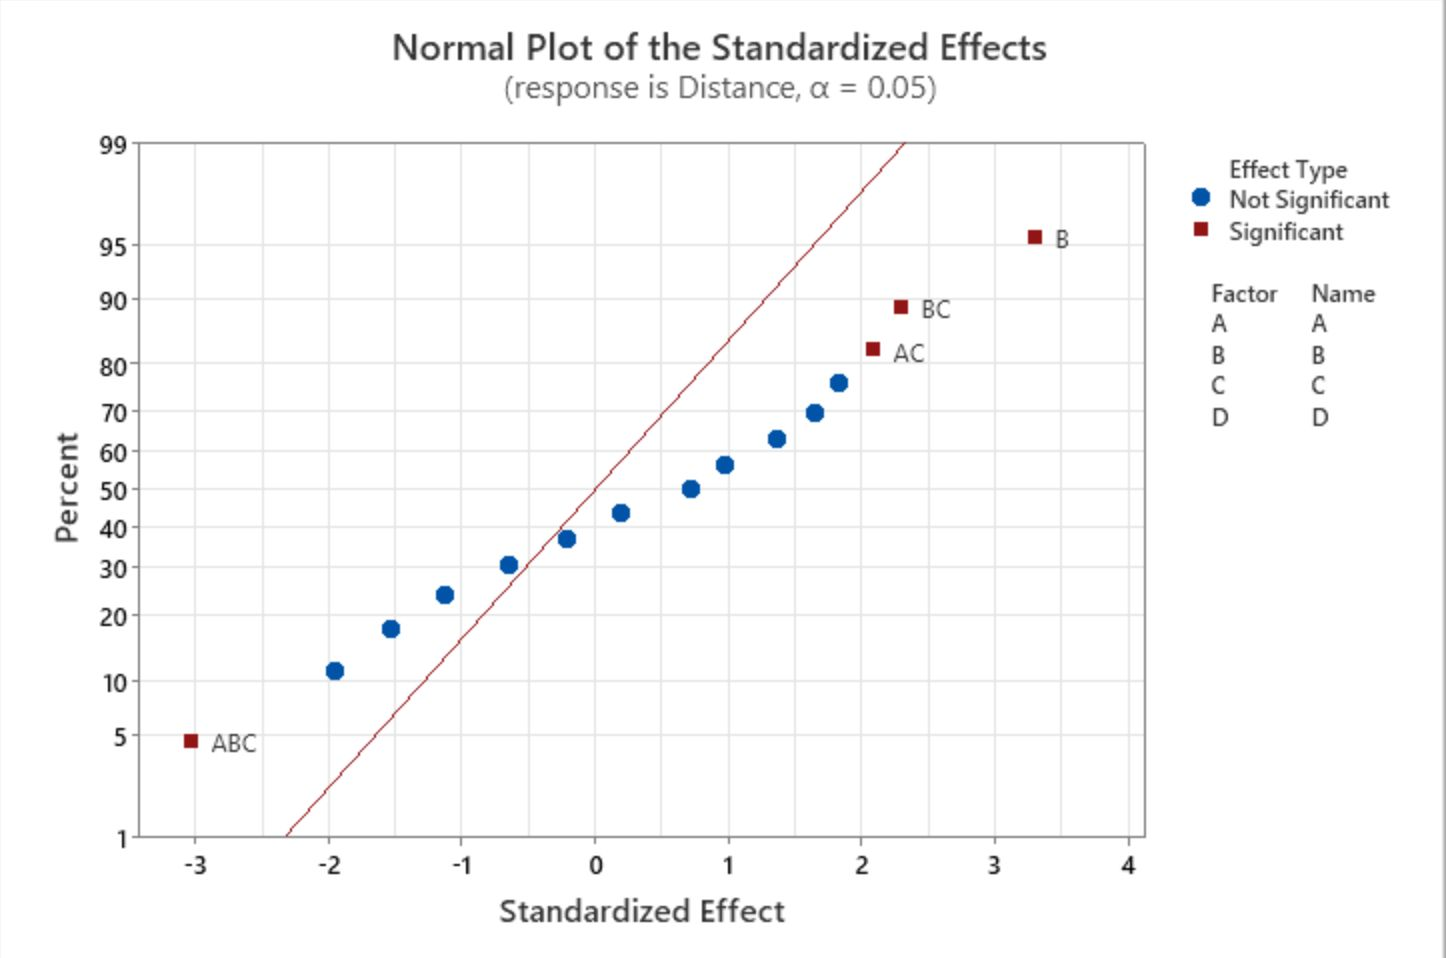 Normal Plot of the Standardized Effects
(response is Distance, α = 0.05)
99
95
90
80
70
60
50
40
30
20
10
5
1
Percent
B
BC
AC
ABC
-3 -2 -1 0 1 2 3 4
Standardized Effect
Effect Type
Not Significant
Significant
Factor Name
A A
B B
C C
D D